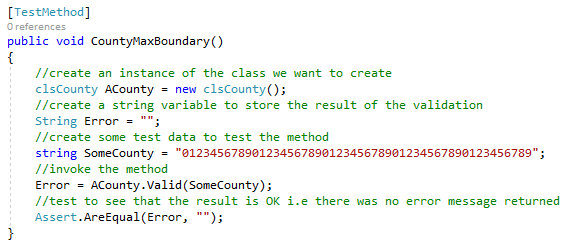 [TestMethod]
0 references
public void CountyMaxBoundary()
{
//create an instance of the class we want to create
clsCounty ACounty = new clsCounty();
//create a string variable to store the result of the validation
String Error = "";
//create some test data to test the method
string SomeCounty = "01234567890123456789012345678901234567890123456789";
//invoke the method
Error = ACounty.Valid(SomeCounty);
//test to see that the result is OK i.e there was no error message returned
Assert.AreEqual(Error, "");
}